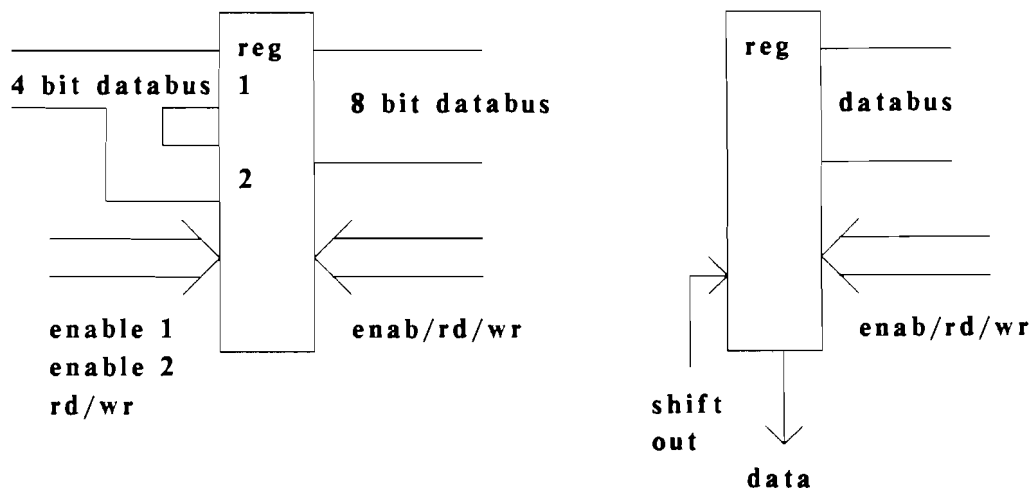 reg
4 bit databus
1
8 bit databus
2
enable 1
enable 2
rd/wr
enab/rd/wr
reg
databus
enab/rd/wr
shift
out
data